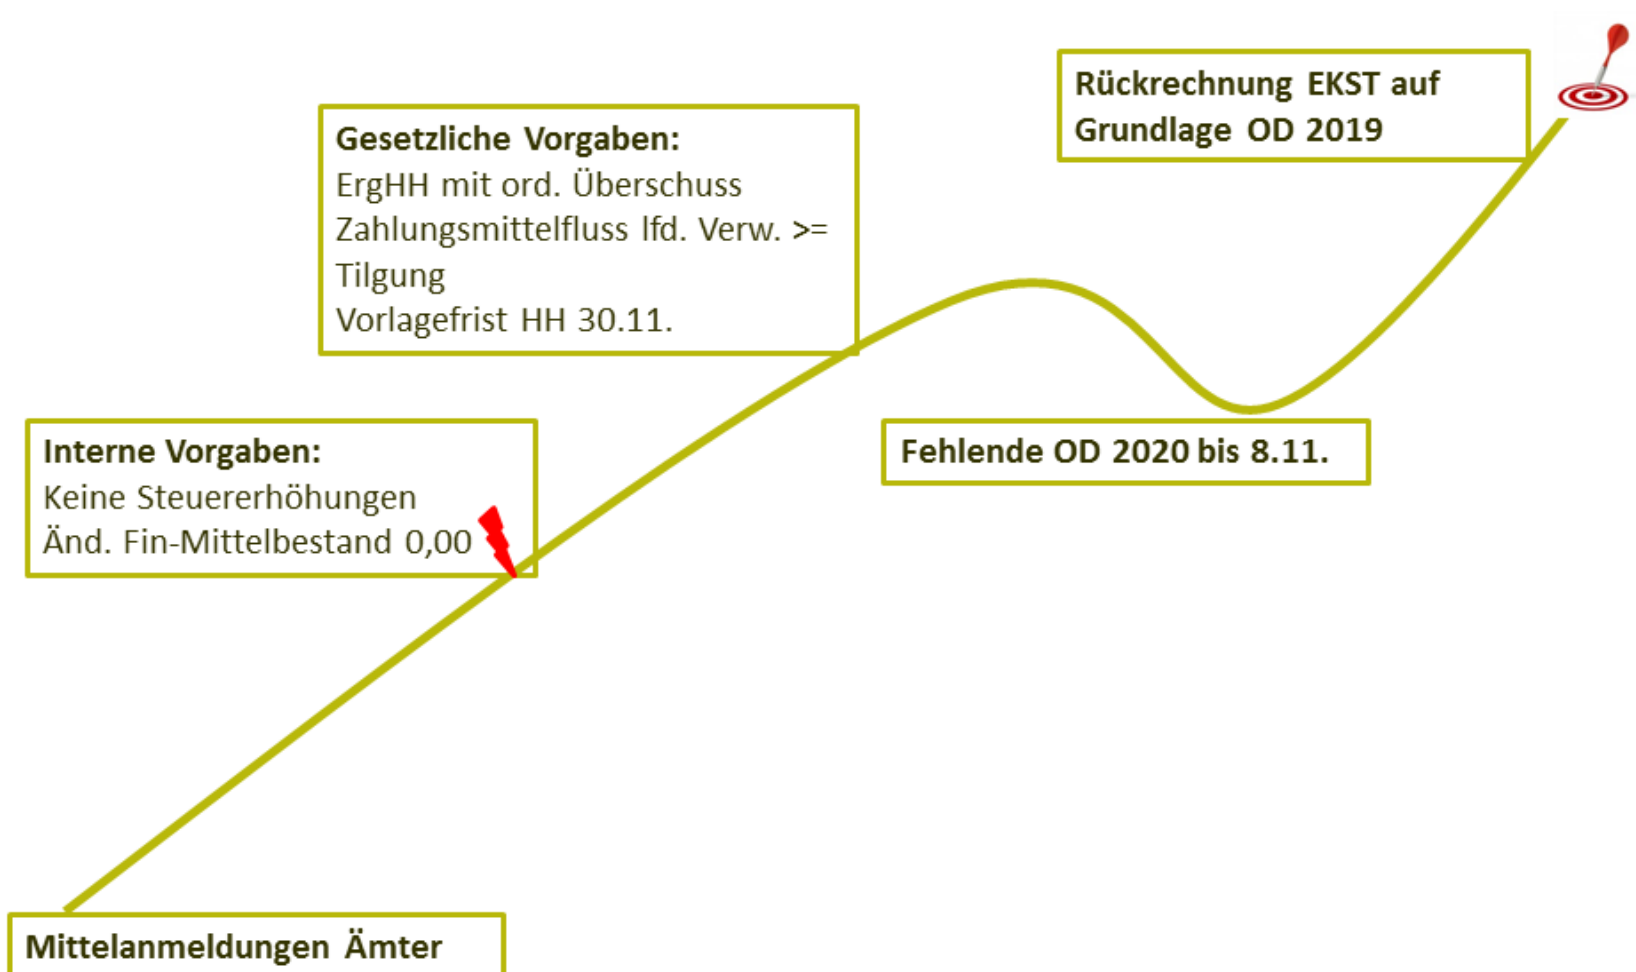 Rückrechnung EKST auf
Grundlage OD 2019
Gesetzliche Vorgaben:
ErgHH mit ord. Überschuss
Zahlungsmittelfluss lfd. Verw. >=
Tilgung
Vorlagefrist HH 30.11.
Interne Vorgaben:
Keine Steuererhöhungen
Änd. Fin-Mittelbestand 0,00
Fehlende OD 2020 bis 8.11.
Mittelanmeldungen Ämter